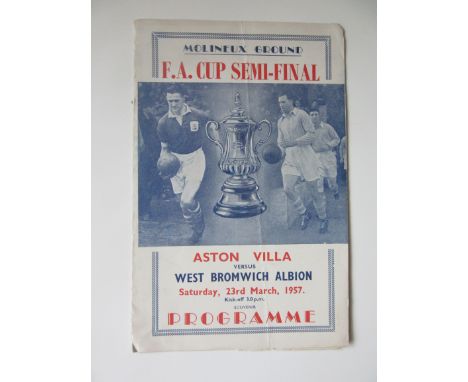 MOLINEUX GROUND
F.A. CUP SEMI-FINAL
ASTON VILLA
VERSUS
WEST BROMWICH ALBION
Saturday, 23rd March, 1957.
Kick-off 3.0 p.m.
SOUVENIR
PROGRAMME